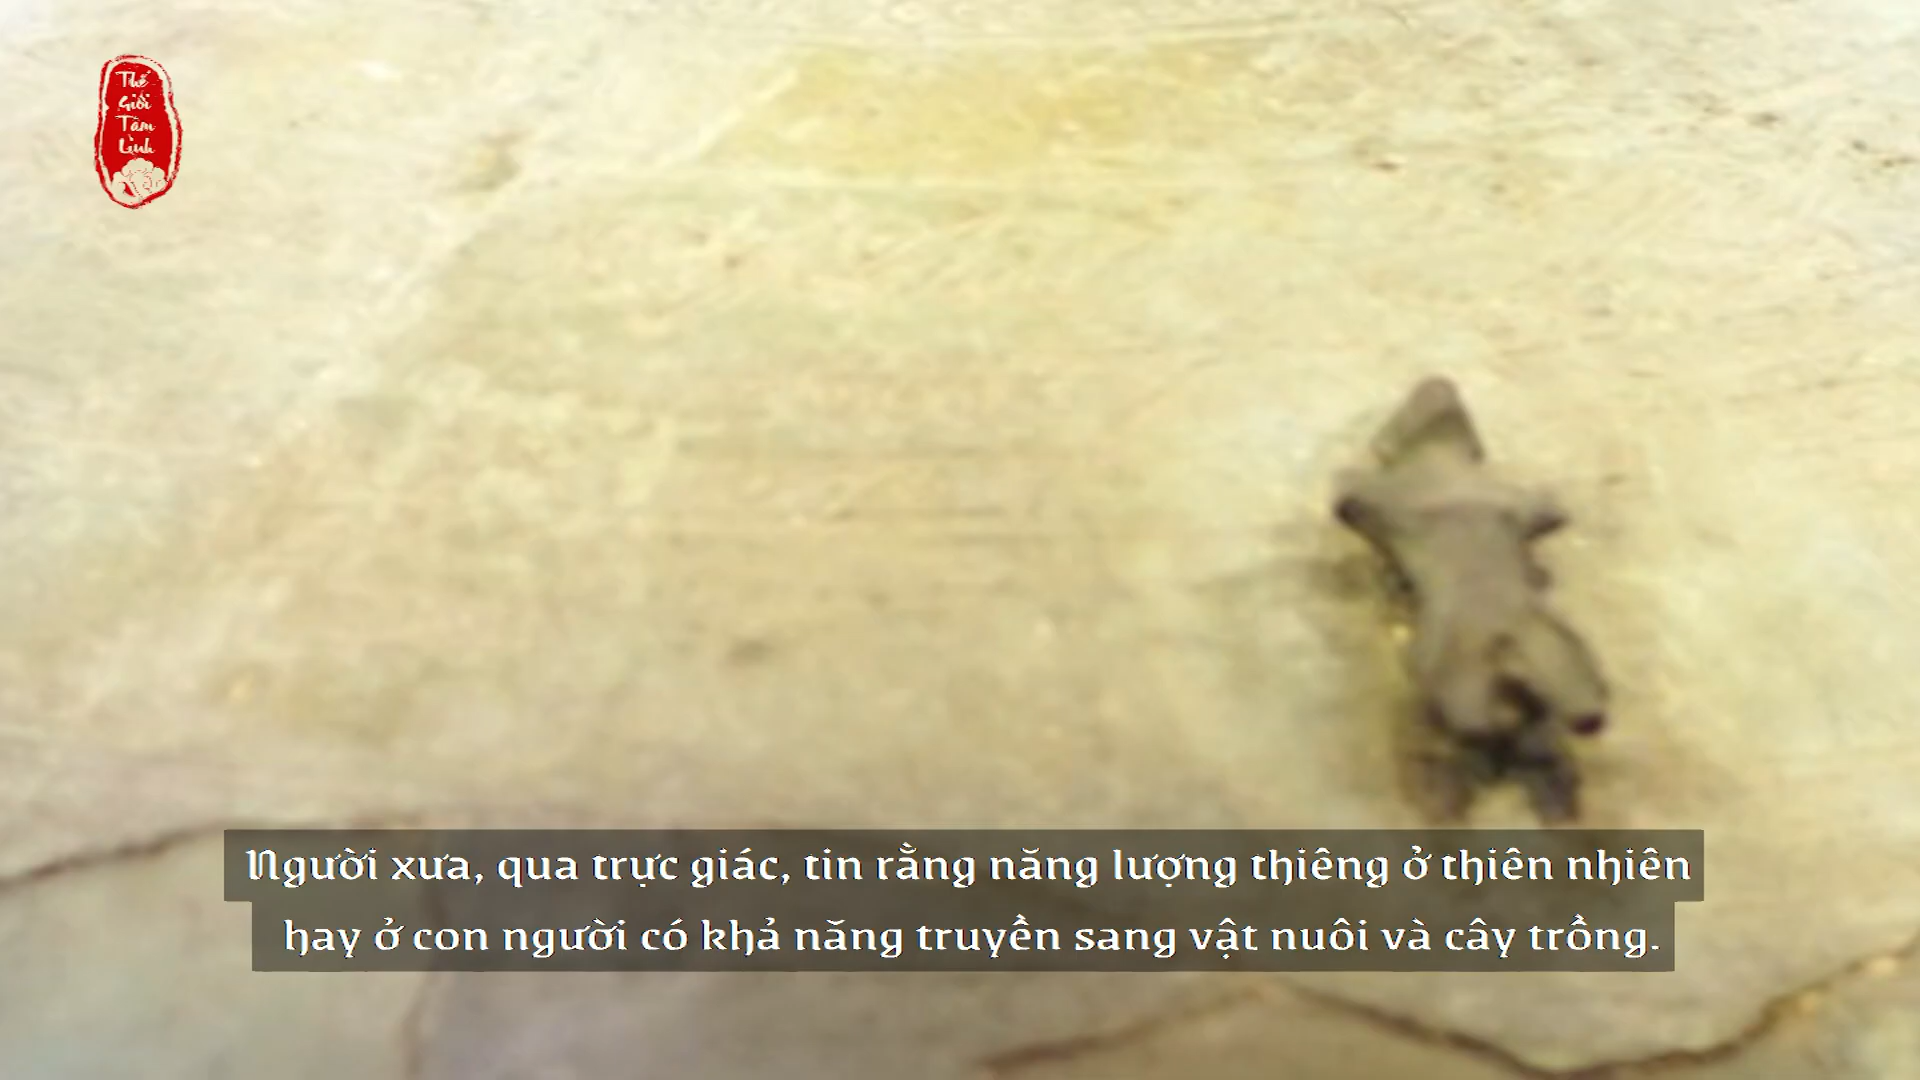 Thế
Giới
Tâm
Linh
Người xưa, qua trực giác, tin rằng năng lượng thiêng ở thiên nhiên
hay ở con người có khả năng truyền sang vật nuôi và cây trồng.